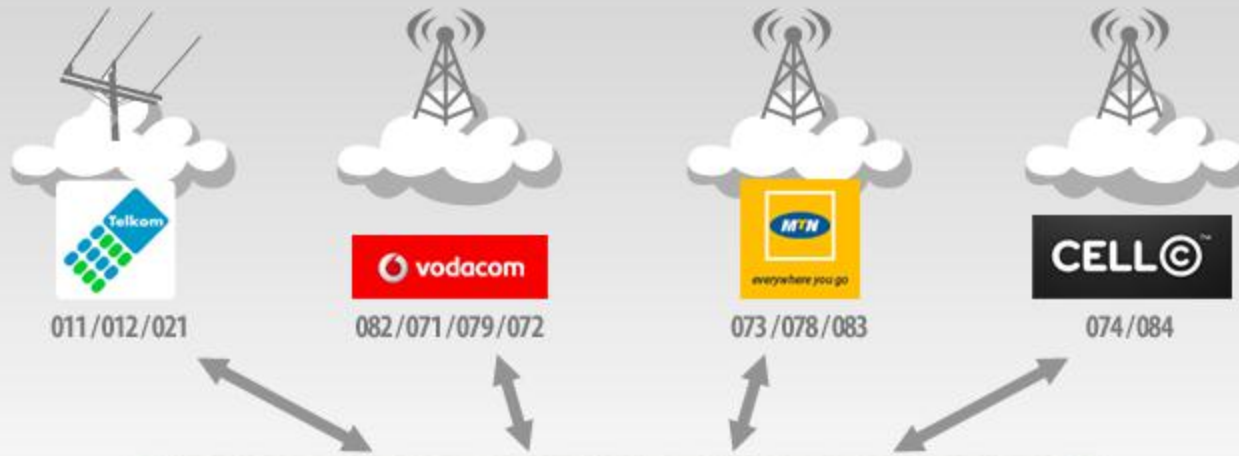 Telkom
vodacom
MTN
everywhere you go
CELL C™
011/012/021
082/071/079/072
073/078/083
074/084